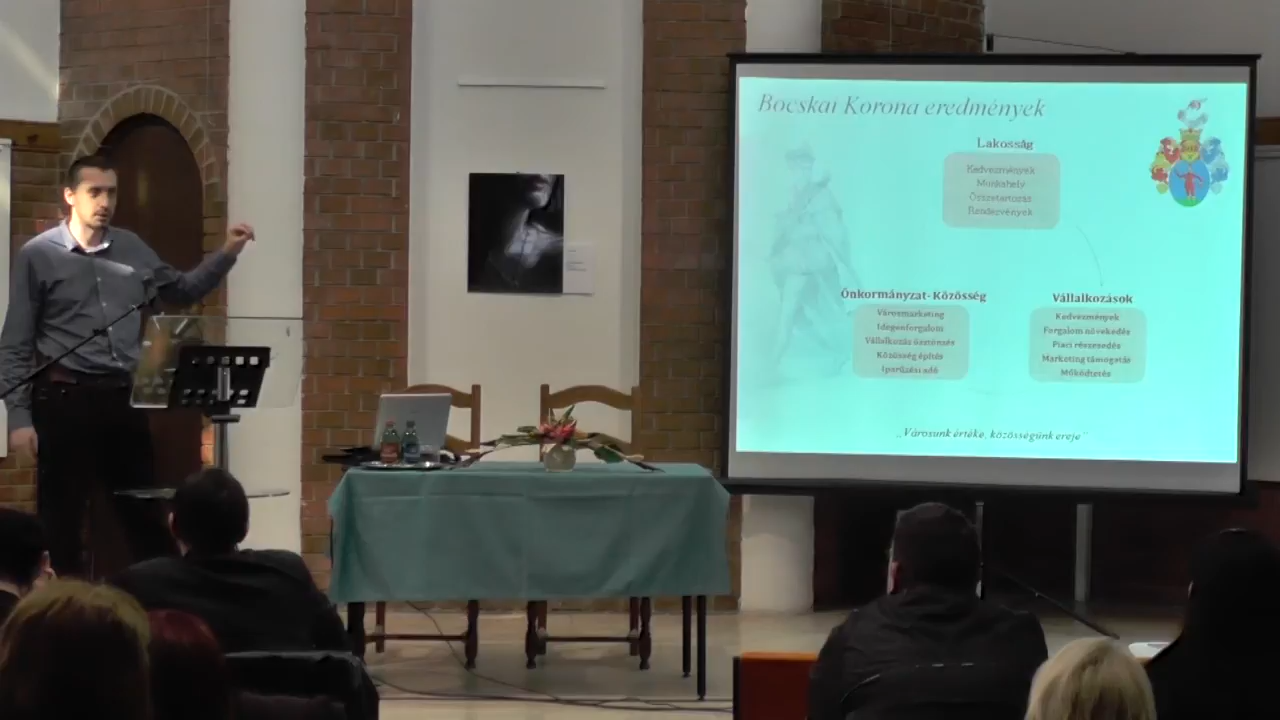 Bocskai Korona eredmények
Lakosság
Kedvezmények
Munkahely
Összetartozás
Rendezvények
Önkormányzat- Közösség
Városmarketing
Idegenforgalom
Vállalkozás ösztönzés
Közösség építés
Iparűzési adó
Vállalkozások
Kedvezmények
Forgalom növekedés
Piaci részesedés
Marketing támogatás
Működtetés
„Városunk értéke, közösségünk ereje”